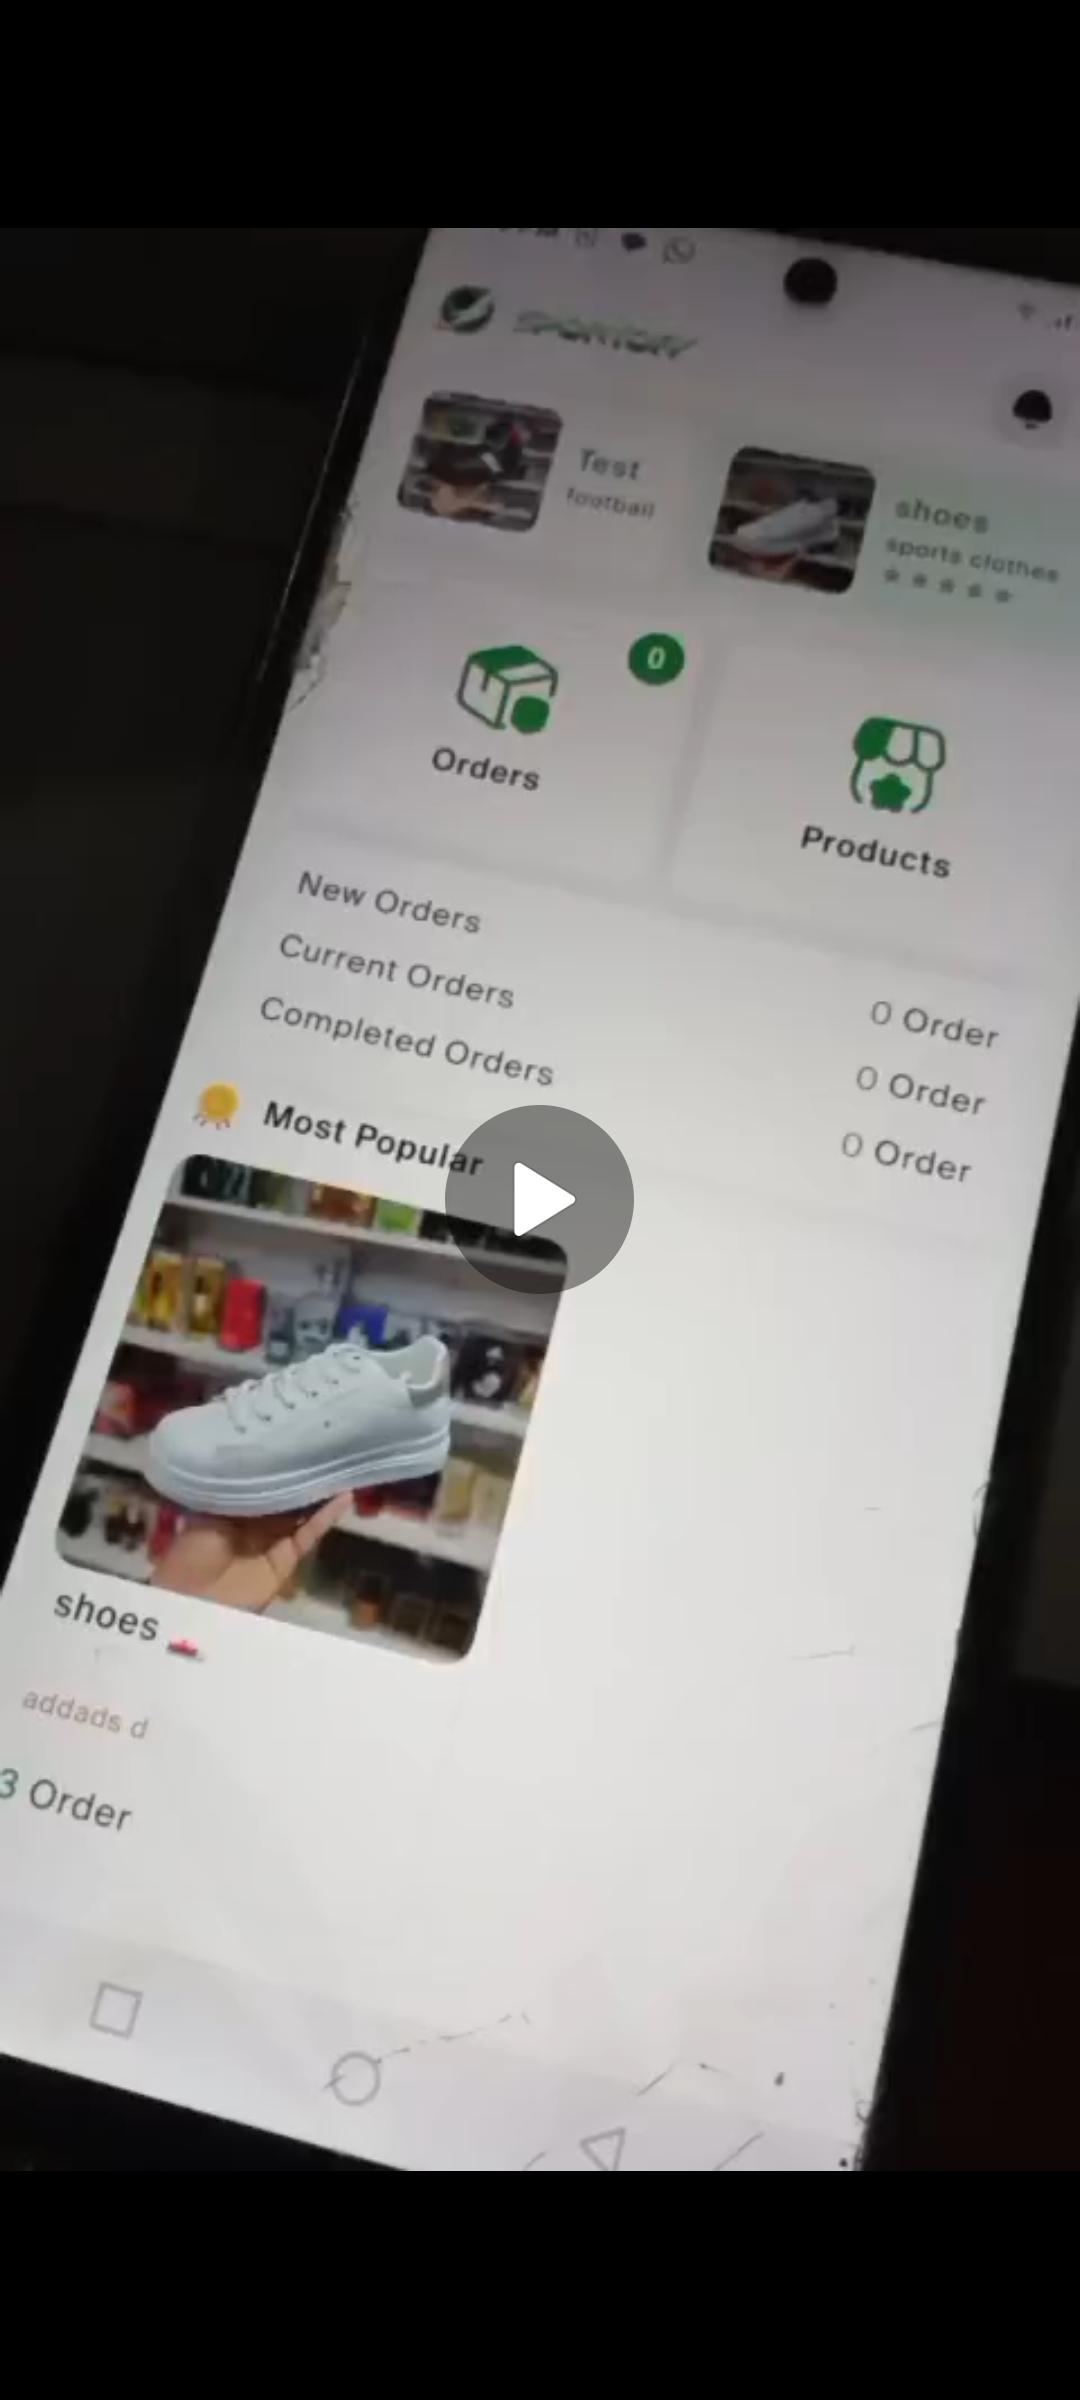 Test
football
shoes
sports clothes
0
Orders
Products
New Orders
0 Order
Current Orders
0 Order
Completed Orders
0 Order
Most Popular
shoes
addads d
3 Order